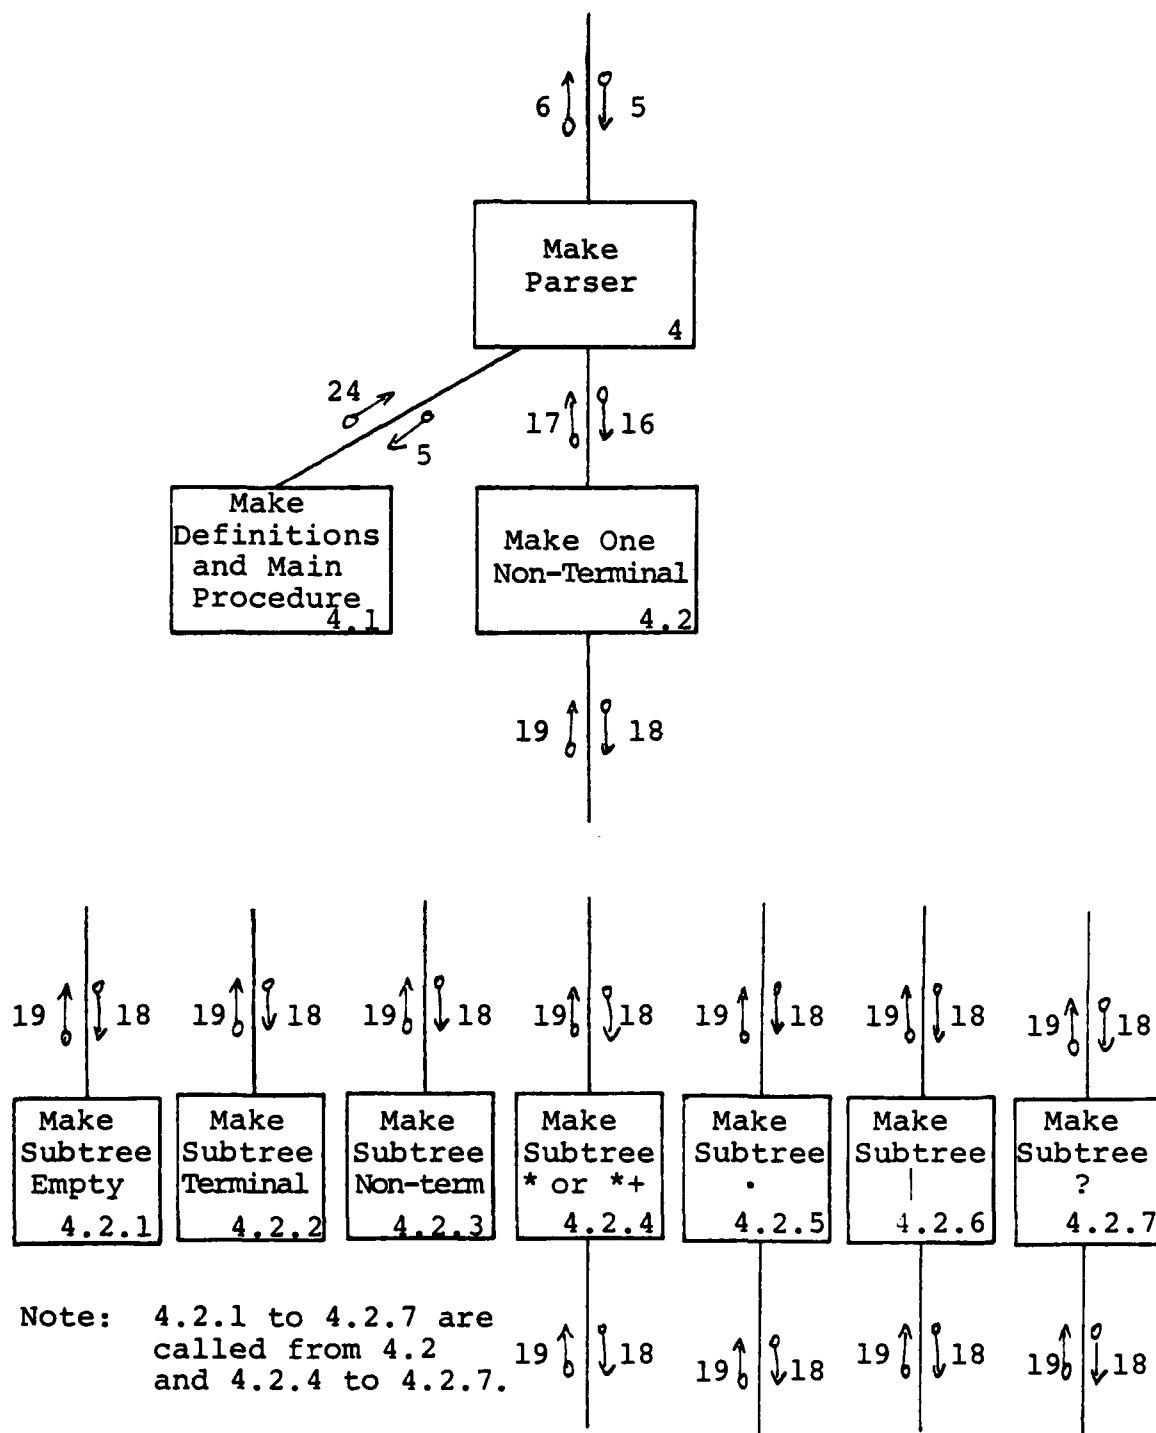 6 5
Make
Parser
4
24
5
17 16
Make
Definitions
and Main
Procedure
4.1
Make One
Non-Terminal
4.2
19 18
19 18
19 18
19 18
19 18
19 18
19 18
19 18
Make
Subtree
Empty
4.2.1
Make
Subtree
Terminal
4.2.2
Make
Subtree
Non-term
4.2.3
Make
Subtree
* or *+
4.2.4
Make
Subtree
.
4.2.5
Make
Subtree
|
4.2.6
Make
Subtree
?
4.2.7
Note: 4.2.1 to 4.2.7 are
called from 4.2
and 4.2.4 to 4.2.7.
19 18
19 18
19 18
19 18